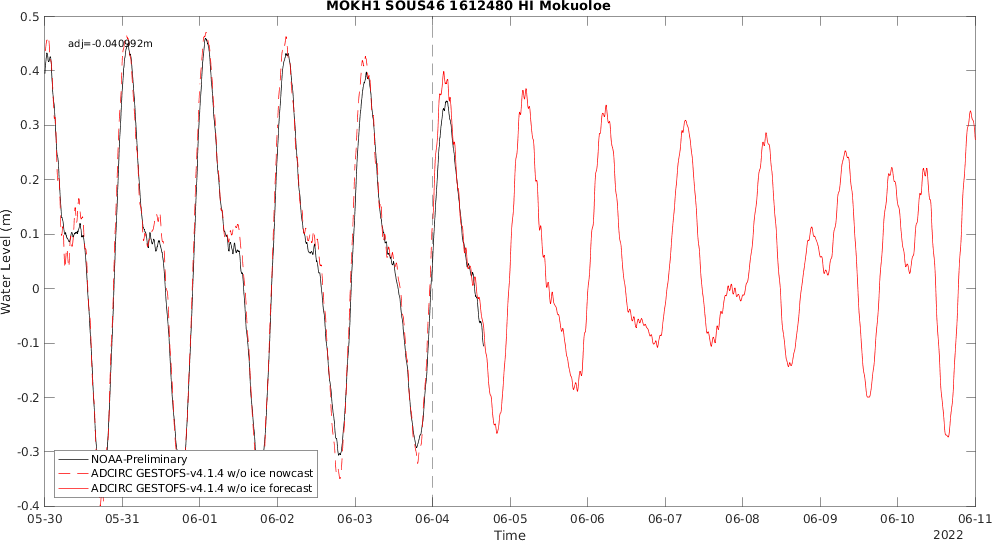 MOKH1 SOUS46 1612480 HI Mokuoloe
adj=-0.040992m
Water Level (m)
0.5
0.4
0.3
0.2
0.1
0
-0.1
-0.2
-0.3
-0.4
NOAA-Preliminary
ADCIRC GESTOFS-v4.1.4 w/o ice nowcast
ADCIRC GESTOFS-v4.1.4 w/o ice forecast
05-30 05-31 06-01 06-02 06-03 06-04 06-05 06-06 06-07 06-08 06-09 06-10 06-11
Time
2022